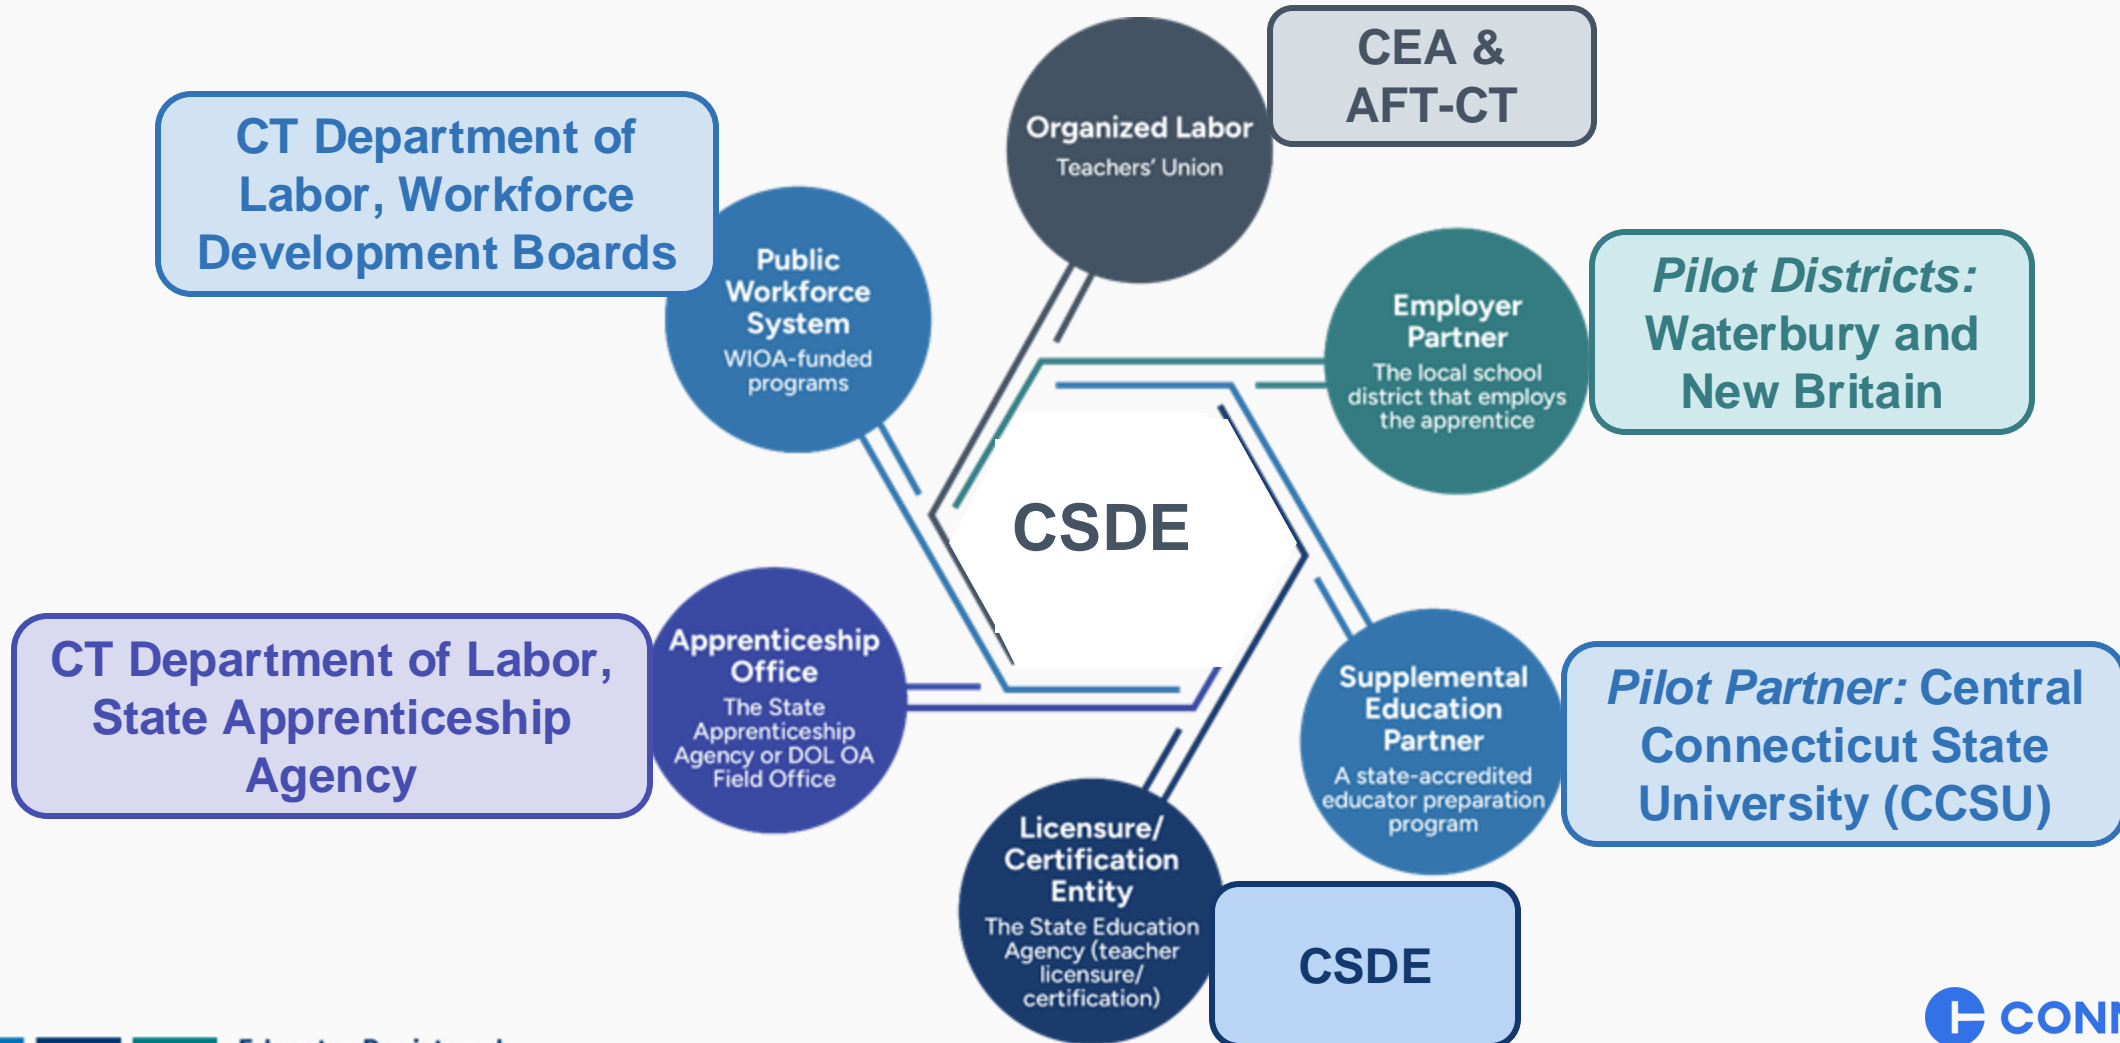 CEA &
AFT-CT
Organized Labor
Teachers' Union
CT Department of
Labor, Workforce
Development Boards
Public
Workforce
System
WIOA-funded
programs
Employer
Partner
The local school
district that employs
the apprentice
Pilot Districts:
Waterbury and
New Britain
CSDE
CT Department of Labor,
State Apprenticeship
Agency
Apprenticeship
Office
The State
Apprenticeship
Agency or DOL OA
Field Office
Supplemental
Education
Partner
A state-accredited
educator preparation
program
Pilot Partner: Central
Connecticut State
University (CCSU)
Licensure/
Certification
Entity
The State Education
Agency (teacher
licensure/
certification)
CSDE
CONN